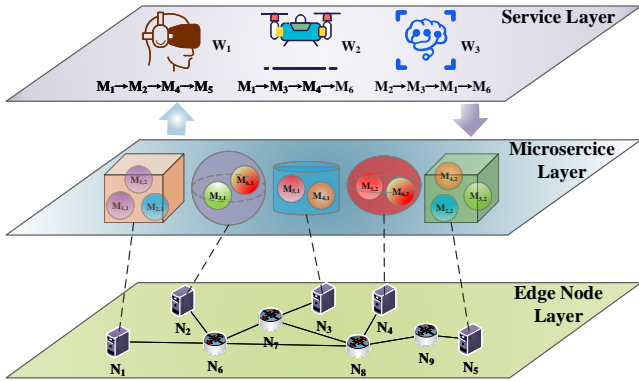 Service Layer
W₁ W₂ W₃
M₁→M₂→M₄→M₅ M₁→M₃→M₄→M₆ M₂→M₃→M₁→M₆
Microsercice
Layer
M₁,₂ M₆,₁ M₄,₂
M₁,₁ M₂,₁ M₃,₁ M₅,₁ M₄,₁ M₅,₂ M₆,₂ M₂,₂ M₃,₂
Edge Node
Layer
N₂ N₃ N₄
N₁ N₆ N₇ N₈ N₉ N₅